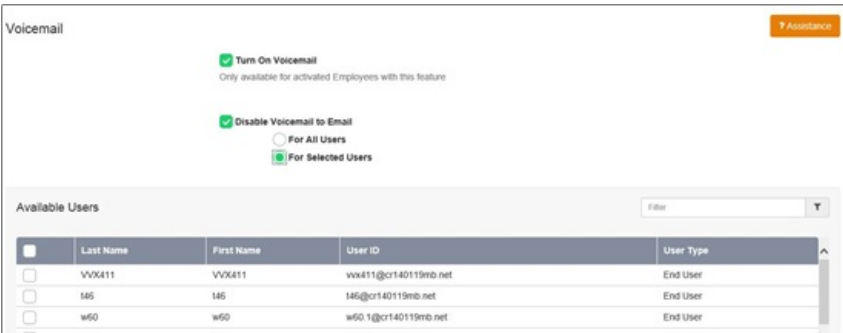 Voicemail
? Assistance
Turn On Voicemail
Only available for activated Employees with this feature
Disable Voicemail to Email
For All Users
For Selected Users
Available Users
Filter
Last Name First Name User ID User Type
VVX411 VVX411 vvx411@cr140119mb.net End User
t46 t46 t46@cr140119mb.net End User
w60 w60 w60.1@cr140119mb.net End User